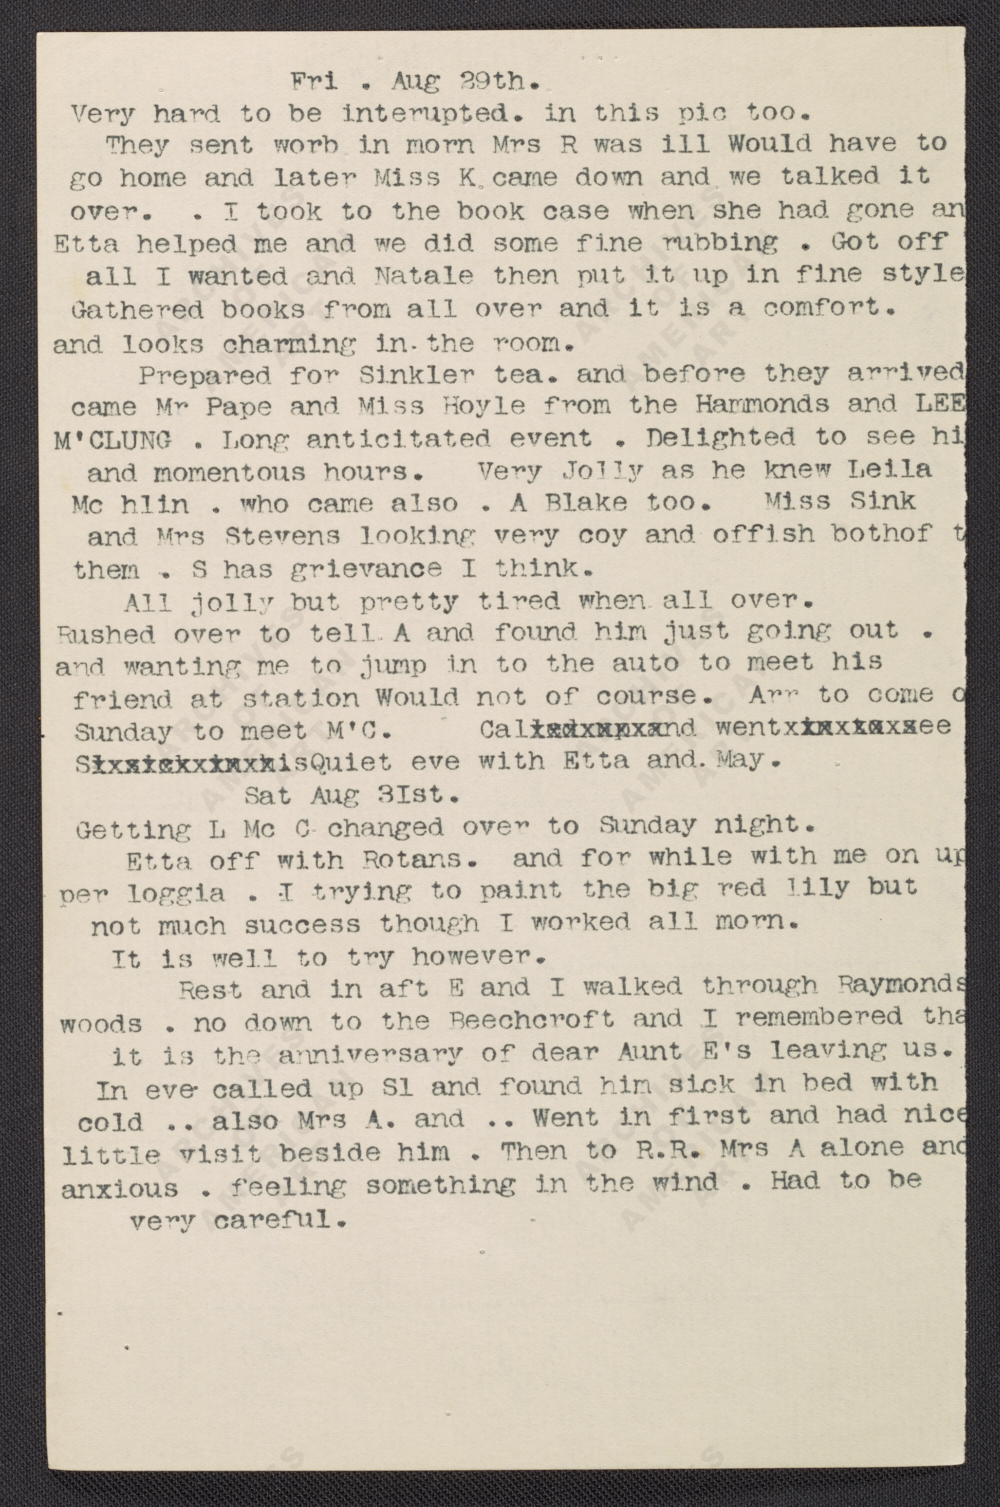 Fri . Aug 29th.
Very hard to be interupted. in this pic too.
They sent worb in morn Mrs R was ill Would have to
go home and later Miss K. came down and we talked it
over. . I took to the book case when she had gone an
Etta helped me and we did some fine rubbing . Got off
all I wanted and Natale then put it up in fine style
Gathered books from all over and it is a comfort.
and looks charming in the room.
Prepared for Sinkler tea. and before they arrived
came Mr Pape and Miss Hoyle from the Hammonds and LEE
M'CLUNG . Long anticitated event . Delighted to see hi
and momentous hours. Very Jolly as he knew Leila
Mc hlin . who came also . A Blake too. Miss Sink
and Mrs Stevens looking very coy and offish bothof t
them . S has grievance I think.
All jolly but pretty tired when all over.
Rushed over to tell A and found him just going out .
and wanting me to jump in to the auto to meet his
friend at station Would not of course. Arr to come o
Sunday to meet M'C. and went see
Quiet eve with Etta and. May.
Sat Aug 3Ist.
Getting L Mc C changed over to Sunday night.
Etta off with Rotans. and for while with me on up
per loggia . I trying to paint the big red lily but
not much success though I worked all morn.
It is well to try however.
Rest and in aft E and I walked through Raymonds
woods . no down to the Beechcroft and I remembered tha
it is the anniversary of dear Aunt E's leaving us.
In eve called up Sl and found him sick in bed with
cold .. also Mrs A. and .. Went in first and had nice
little visit beside him . Then to R.R. Mrs A alone and
anxious . feeling something in the wind . Had to be
very careful.